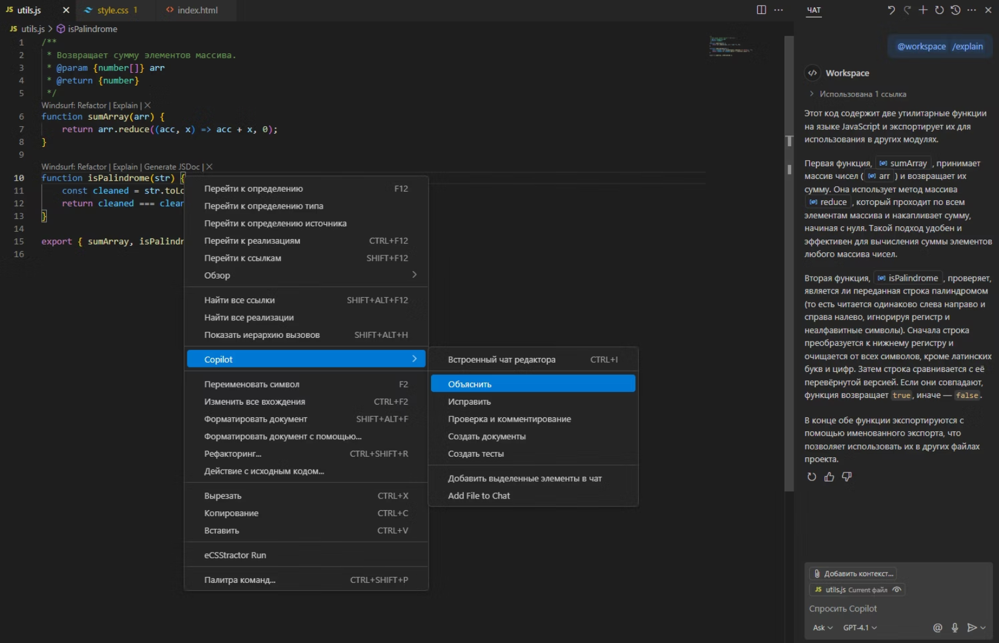 JS utils.js
style.css 1
index.html
JS utils.js > isPalindrome
1 /**
2 * Возвращает сумму элементов массива.
3 * @param {number[]} arr
4 * @return {number}
5 */
Windsurf: Refactor | Explain | X
6 function sumArray(arr) {
7 return arr.reduce((acc, x) => acc + x, 0);
8 }
9
Windsurf: Refactor | Explain | Generate JSDoc | X
10 function isPalindrome(str) {
11 const cleaned = str.toLo
12 return cleaned === clear
13 }
14
15 export { sumArray, isPalindr
16
Перейти к определению F12
Перейти к определению типа
Перейти к определению источника
Перейти к реализациям CTRL+F12
Перейти к ссылкам SHIFT+F12
Обзор
Найти все ссылки SHIFT+ALT+F12
Найти все реализации
Показать иерархию вызовов SHIFT+ALT+H
Copilot
Переименовать символ F2
Изменить все вхождения CTRL+F2
Форматировать документ SHIFT+ALT+F
Форматировать документ с помощью...
Рефакторинг... CTRL+SHIFT+R
Действие с исходным кодом...
Вырезать CTRL+X
Копирование CTRL+C
Вставить CTRL+V
eCSStractor Run
Палитра команд... CTRL+SHIFT+P
Встроенный чат редактора CTRL+I
Объяснить
Исправить
Проверка и комментирование
Создать документы
Создать тесты
Добавить выделенные элементы в чат
Add File to Chat
ЧАТ
@workspace /explain
Workspace
Использована 1 ссылка
Этот код содержит две утилитарные функции
на языке JavaScript и экспортирует их для
использования в других модулях.
Первая функция, sumArray, принимает
массив чисел ( arr ) и возвращает их
сумму. Она использует метод массива
reduce, который проходит по всем
элементам массива и накапливает сумму,
начиная с нуля. Такой подход удобен и
эффективен для вычисления суммы элементов
любого массива чисел.
Вторая функция, isPalindrome, проверяет,
является ли переданная строка палиндромом
(то есть читается одинаково слева направо и
справа налево, игнорируя регистр и
неалфавитные символы). Сначала строка
преобразуется к нижнему регистру и
очищается от всех символов, кроме латинских
букв и цифр. Затем строка сравнивается с её
перевёрнутой версией. Если они совпадают,
функция возвращает true, иначе — false.
В конце обе функции экспортируются с
помощью именованного экспорта, что
позволяет использовать их в других файлах
проекта.
Добавить контекст...
JS utils.js Current файл
Спросить Copilot
Ask GPT-4.1